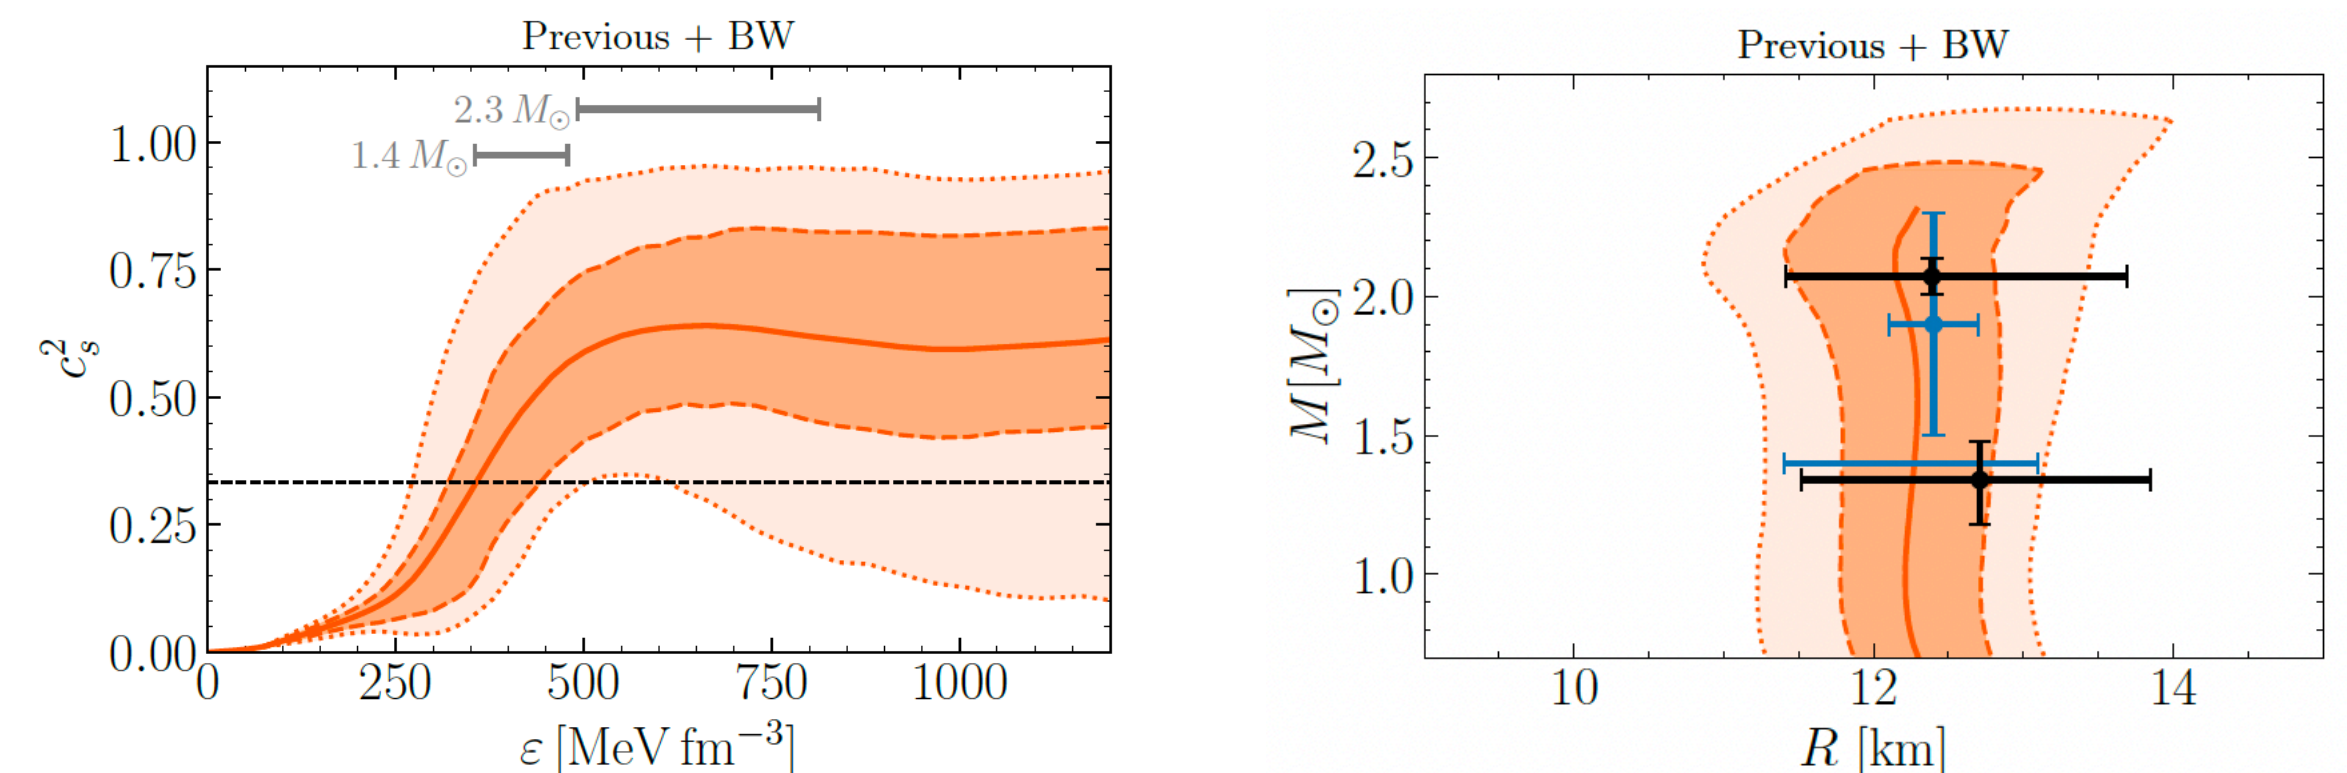 Previous + BW
2.3 M⊙
1.4 M⊙
1.00
0.75
0.50
0.25
0.00
c_s^2
0 250 500 750 1000
ε [MeV fm⁻³]
Previous + BW
2.5
2.0
1.5
1.0
M [M⊙]
10 12 14
R [km]